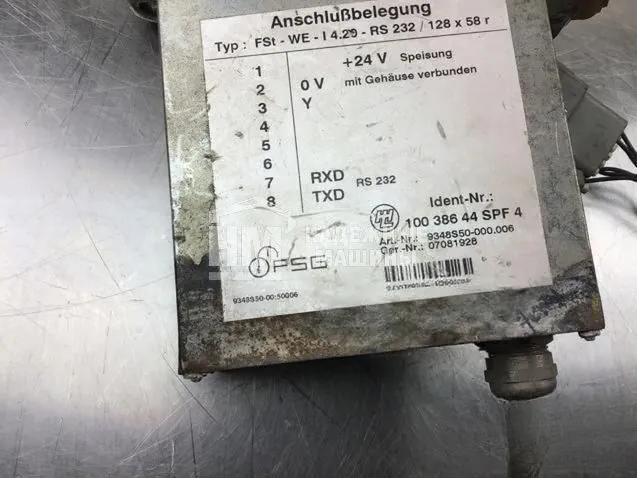 Anschlußbelegung
Typ: FSt - WE - I 4.29 - RS 232 / 128 x 58 r
1 +24 V Speisung
2 0 V mit Gehäuse verbunden
3 Y
4
5
6
7 RXD RS 232
8 TXD
Ident-Nr.:
100 386 44 SPF 4
Art.-Nr.: 9348S50-000.006
Ger.-Nr.: 07081928
FSG
9348S50-00.50006